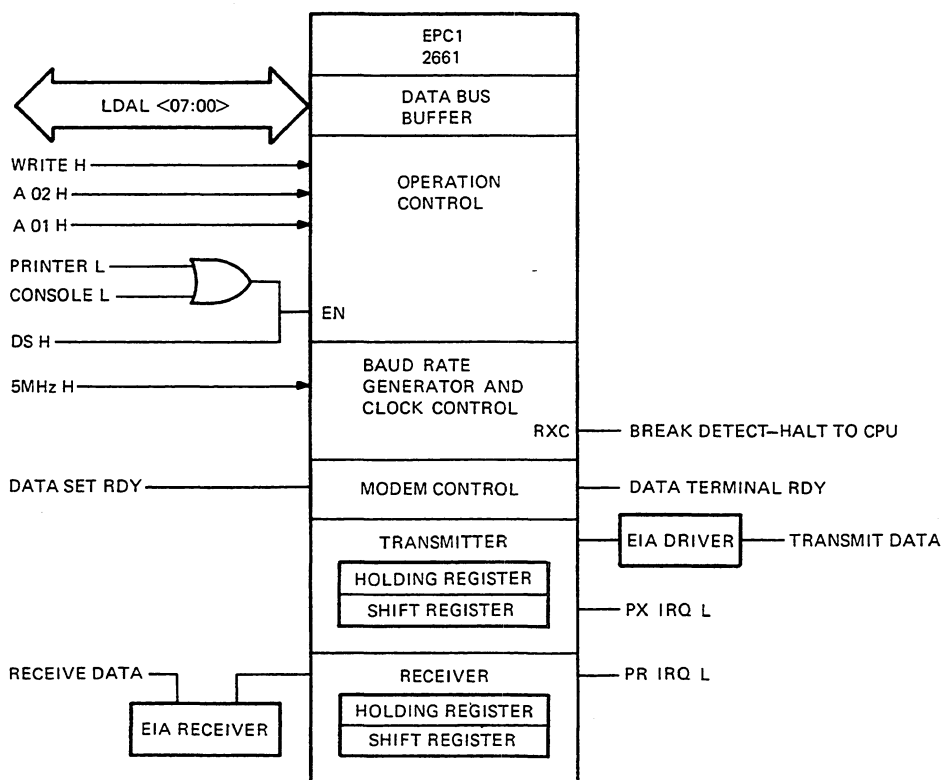 EPC1
2661
LDAL <07:00>
DATA BUS
BUFFER
WRITE H
A 02 H
A 01 H
OPERATION
CONTROL
PRINTER L
CONSOLE L
EN
DS H
5MHz H
BAUD RATE
GENERATOR AND
CLOCK CONTROL
RXC
BREAK DETECT–HALT TO CPU
DATA SET RDY
MODEM CONTROL
DATA TERMINAL RDY
TRANSMITTER
EIA DRIVER
TRANSMIT DATA
HOLDING REGISTER
SHIFT REGISTER
PX IRQ L
RECEIVE DATA
RECEIVER
PR IRQ L
EIA RECEIVER
HOLDING REGISTER
SHIFT REGISTER